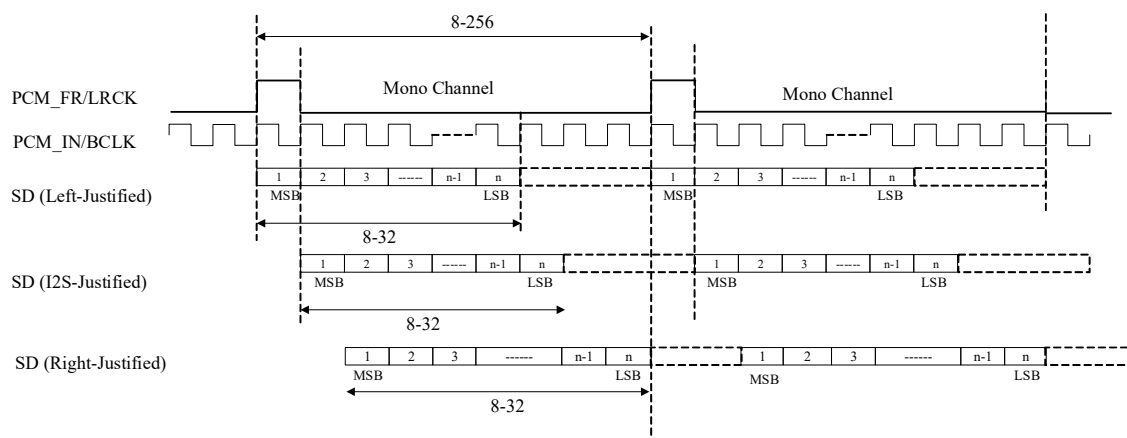 8-256
PCM_FR/LRCK
Mono Channel
Mono Channel
PCM_IN/BCLK
1 2 3 ------ n-1 n 1 2 3 ------ n-1 n
SD (Left-Justified)
MSB LSB MSB LSB
8-32
1 2 3 ------ n-1 n 1 2 3 ------ n-1 n
SD (I2S-Justified)
MSB LSB MSB LSB
8-32
1 2 3 ------ n-1 n 1 2 3 ------ n-1 n
SD (Right-Justified)
MSB LSB MSB LSB
8-32